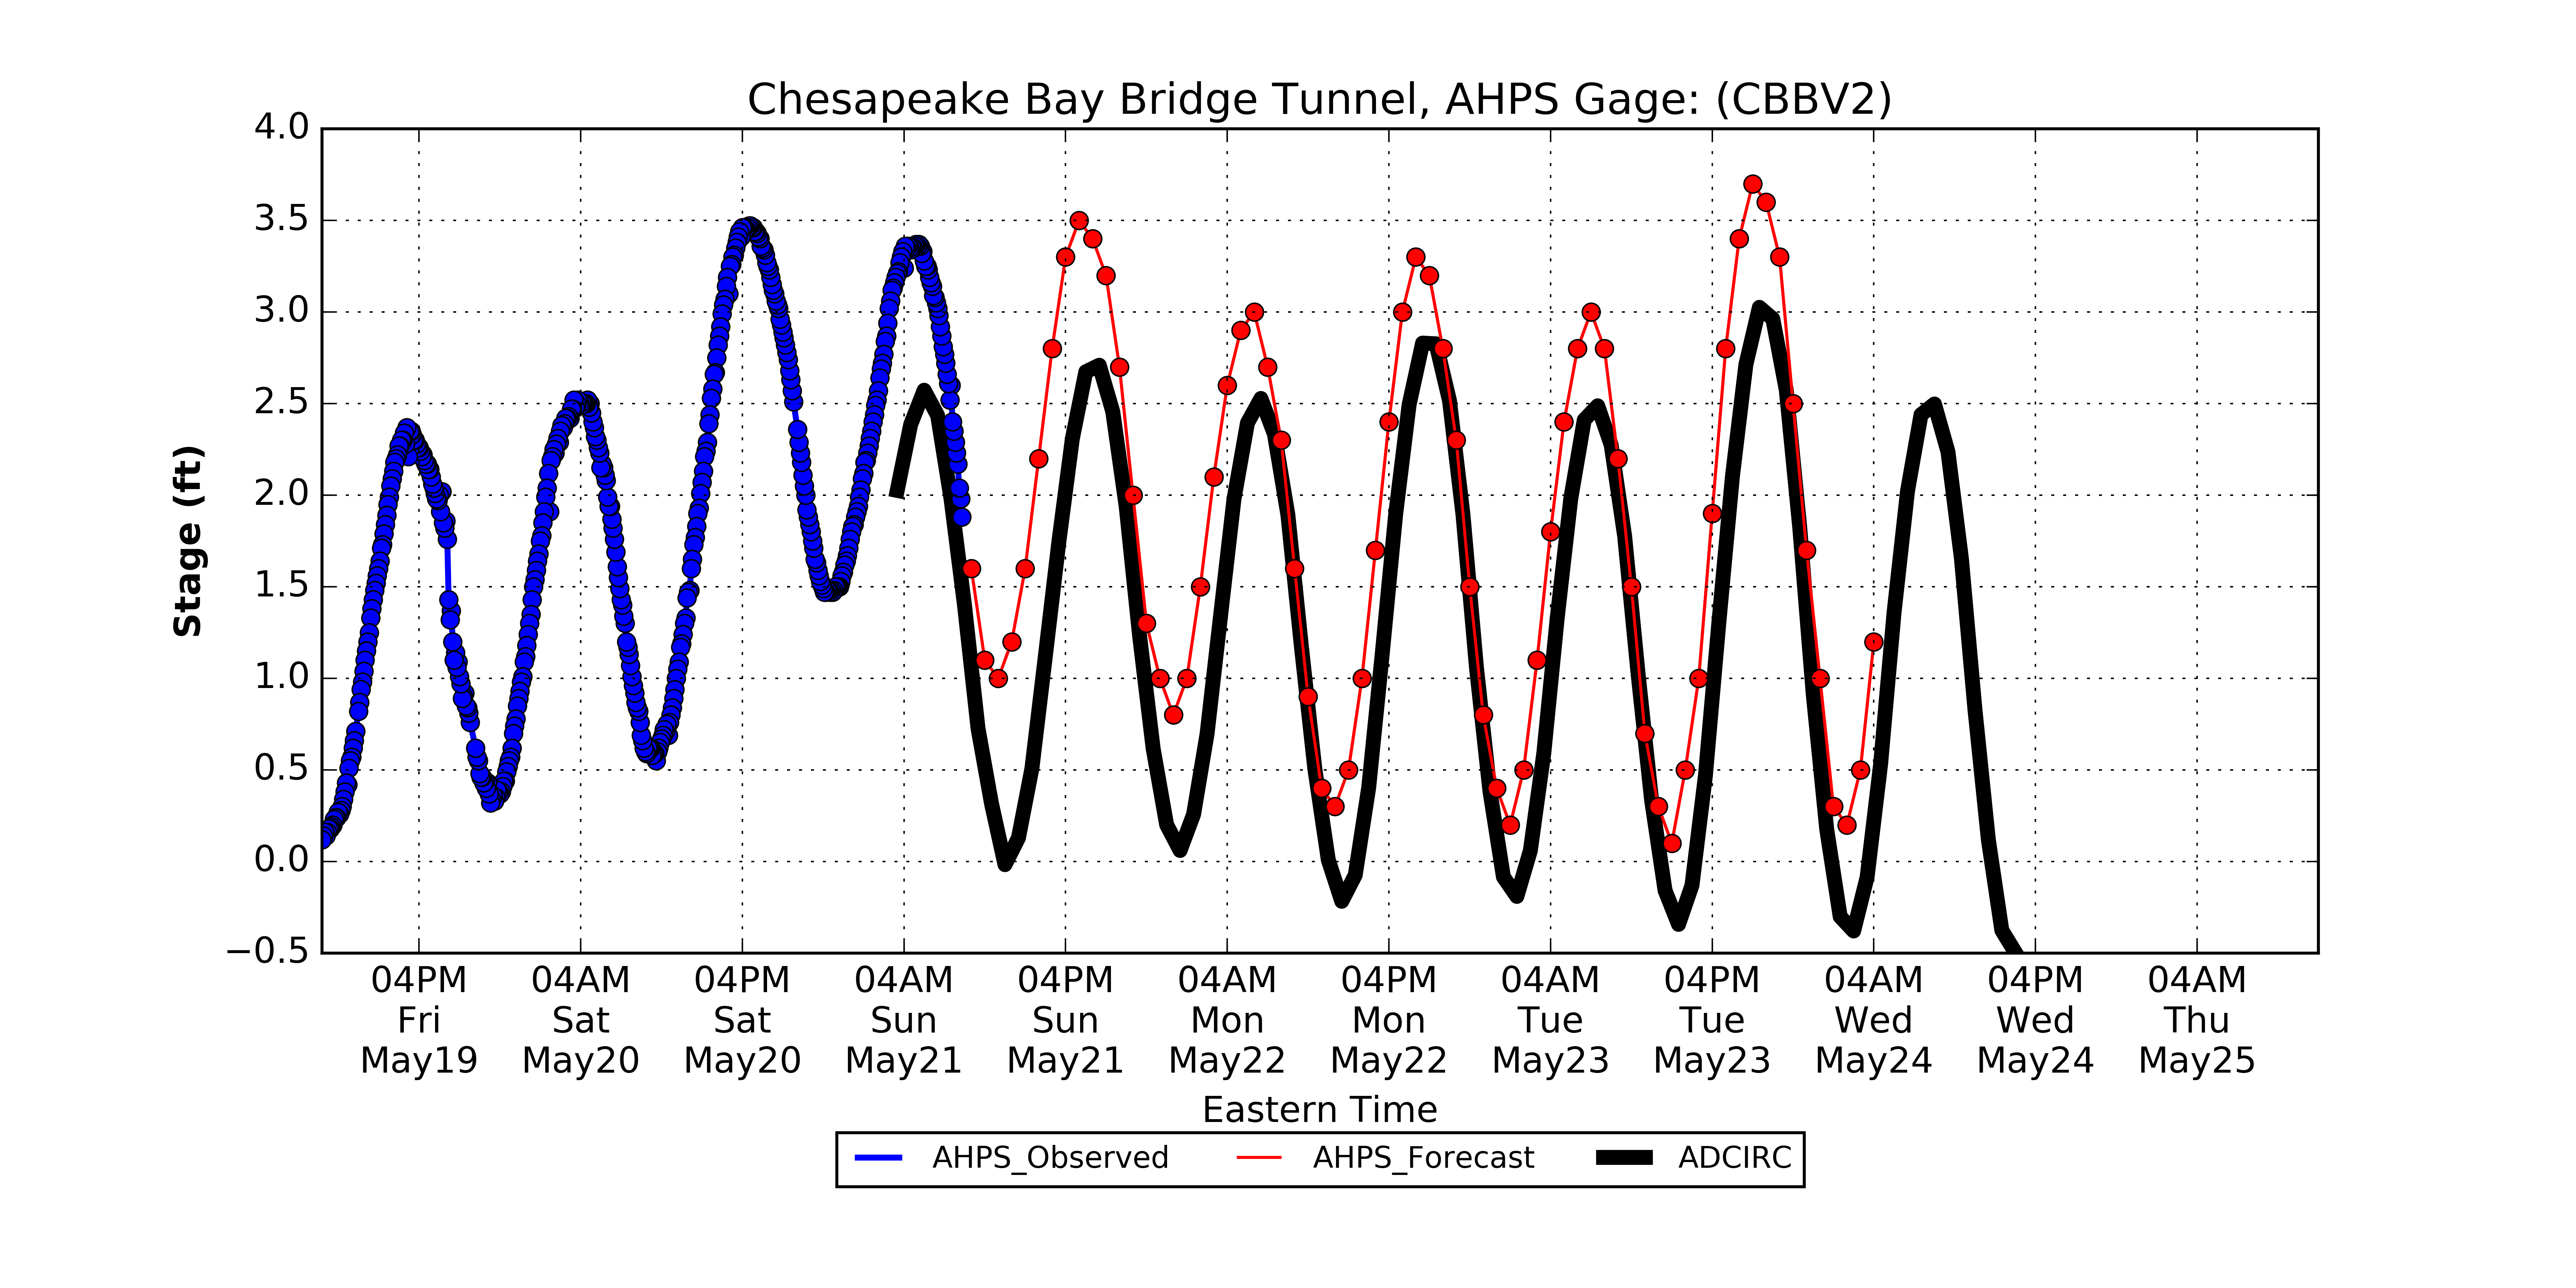 Chesapeake Bay Bridge Tunnel, AHPS Gage: (CBBV2)
4.0
3.5
3.0
2.5
2.0
1.5
1.0
0.5
0.0
−0.5
Stage (ft)
04PM 04AM 04PM 04AM 04PM 04AM 04PM 04AM 04PM 04AM 04PM 04AM
Fri Sat Sat Sun Sun Mon Mon Tue Tue Wed Wed Thu
May19 May20 May20 May21 May21 May22 May22 May23 May23 May24 May24 May25
Eastern Time
AHPS_Observed AHPS_Forecast ADCIRC